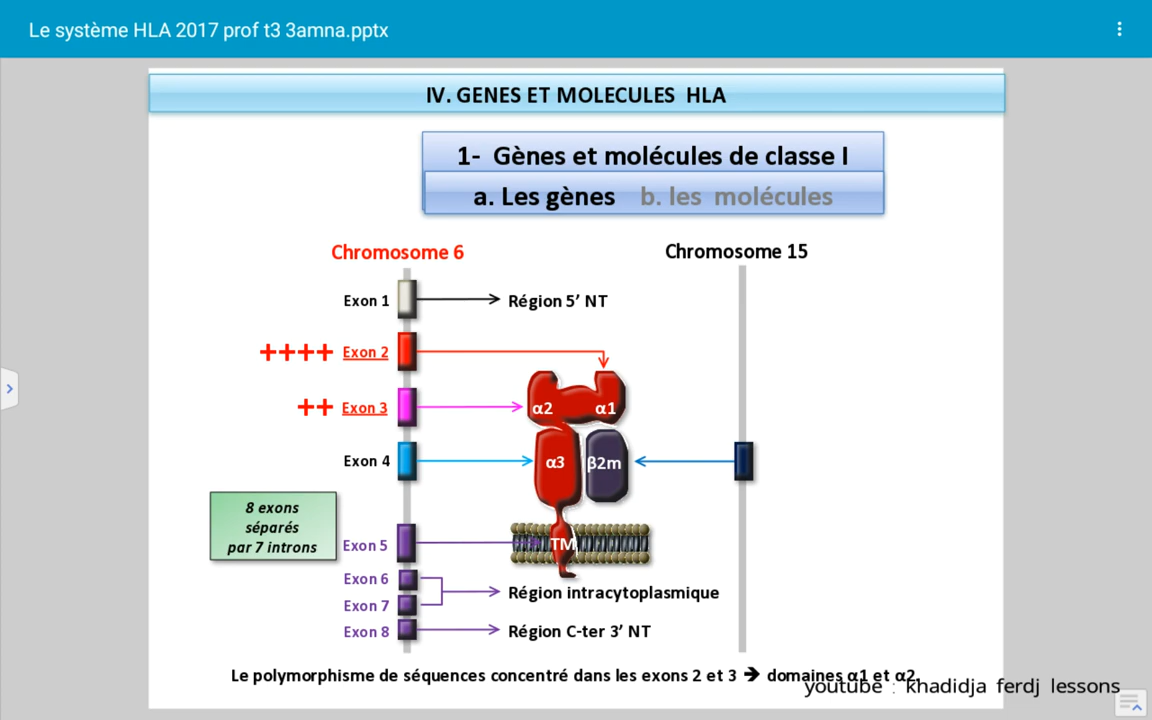 Le système HLA 2017 prof t3 3amna.pptx
IV. GENES ET MOLECULES HLA
1- Gènes et molécules de classe I
a. Les gènes b. les molécules
Chromosome 6
Chromosome 15
Exon 1
Région 5’ NT
++++ Exon 2
++ Exon 3
α2
α1
Exon 4
α3
β2m
8 exons
séparés
par 7 introns
Exon 5
TM
Exon 6
Région intracytoplasmique
Exon 7
Exon 8
Région C-ter 3’ NT
Le polymorphisme de séquences concentré dans les exons 2 et 3 ➔ domaines α1 et α2.
youtube : khadidja ferdj lessons